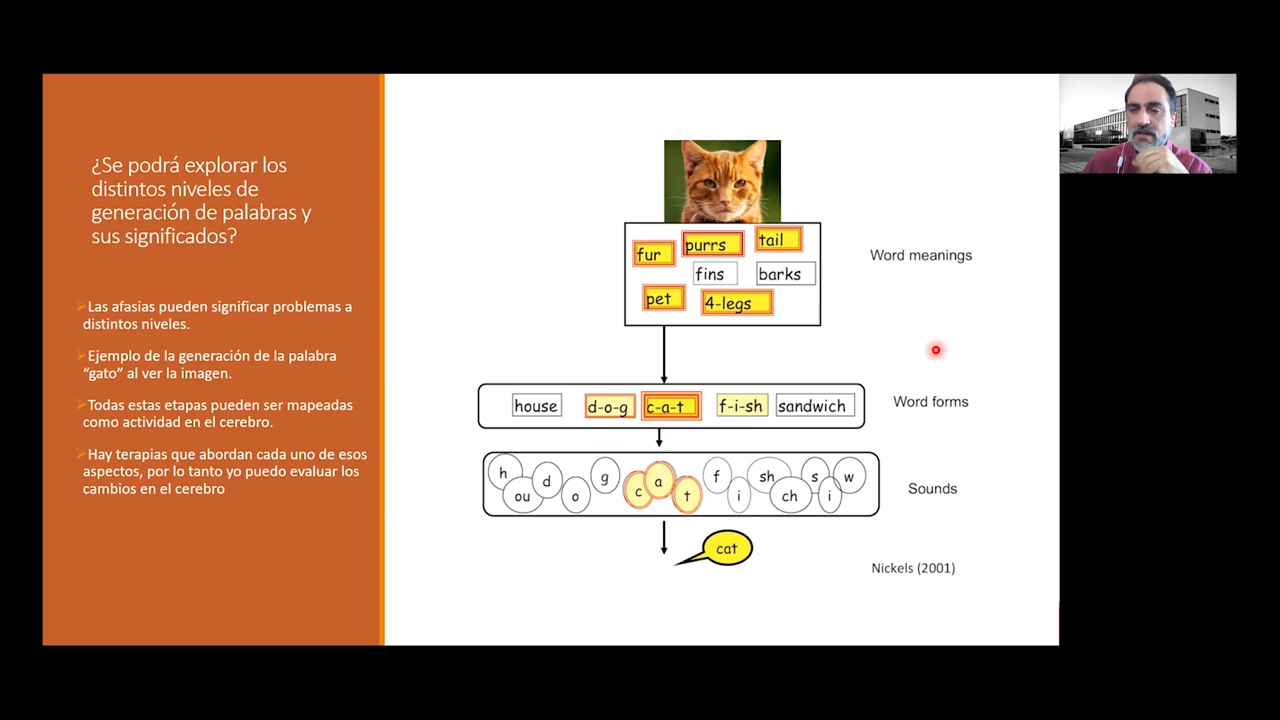 ¿Se podrá explorar los
distintos niveles de
generación de palabras y
sus significados?
Las afasias pueden significar problemas a
distintos niveles.
Ejemplo de la generación de la palabra
“gato” al ver la imagen.
Todas estas etapas pueden ser mapeadas
como actividad en el cerebro.
Hay terapias que abordan cada uno de esos
aspectos, por lo tanto yo puedo evaluar los
cambios en el cerebro
fur purrs tail
fins barks
pet 4-legs
Word meanings
house d-o-g c-a-t f-i-sh sandwich
Word forms
h ou d o g c a t f i sh ch s i w
Sounds
cat
Nickels (2001)